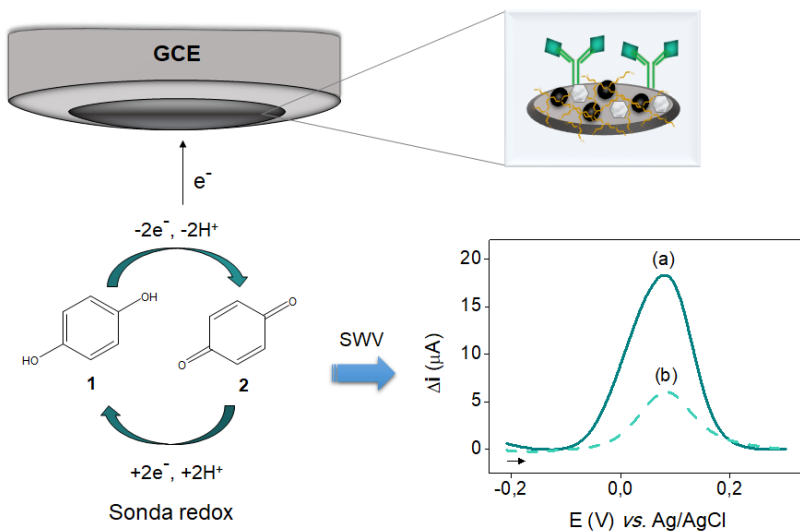 GCE
e⁻
-2e⁻, -2H⁺
OH
HO
1
O
O
2
+2e⁻, +2H⁺
Sonda redox
SWV
Δi (μA)
20
15
10
5
0
(a)
(b)
-0,2
0,0
0,2
E (V) vs. Ag/AgCl